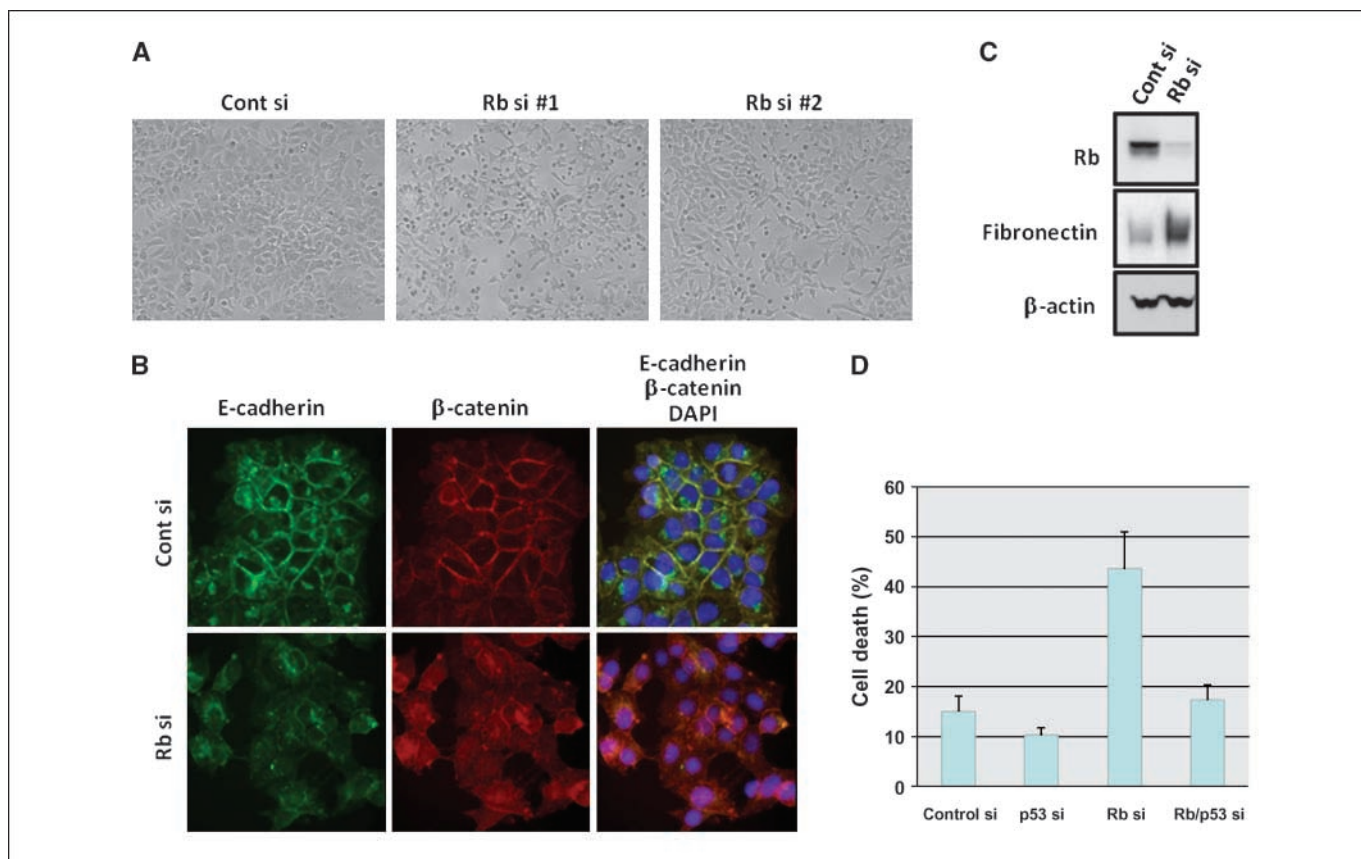 A
Cont si
Rb si #1
Rb si #2
B
E-cadherin
β-catenin
E-cadherin
β-catenin
DAPI
Cont si
Rb si
C
Cont si
Rb si
Rb
Fibronectin
β-actin
D
Cell death (%)
60
50
40
30
20
10
0
Control si
p53 si
Rb si
Rb/p53 si